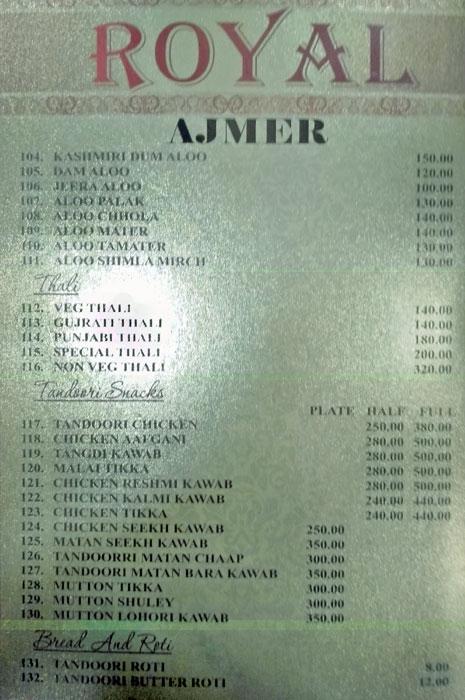 ROYAL
AJMER
104. KASHMIRI DUM ALOO 150.00
105. DAM ALOO 120.00
106. JEERA ALOO 100.00
107. ALOO PALAK 130.00
108. ALOO CHHOLA 140.00
109. ALOO MATER 140.00
110. ALOO TAMATER 130.00
111. ALOO SHIMLA MIRCH 130.00
Thali
112. VEG THALI 140.00
113. GUJRATI THALI 140.00
114. PUNJABI THALI 180.00
115. SPECIAL THALI 200.00
116. NON VEG THALI 320.00
Tandoori Snacks
PLATE HALF FULL
117. TANDOORI CHICKEN 250.00 380.00
118. CHICKEN AAFGANI 280.00 500.00
119. TANGDI KAWAB 280.00 500.00
120. MALAI TIKKA 280.00 500.00
121. CHICKEN RESHMI KAWAB 280.00 500.00
122. CHICKEN KALMI KAWAB 240.00 440.00
123. CHICKEN TIKKA 240.00 440.00
124. CHICKEN SEEKH KAWAB 250.00
125. MATAN SEEKH KAWAB 350.00
126. TANDOORRI MATAN CHAAP 300.00
127. TANDOORI MATAN BARA KAWAB 350.00
128. MUTTON TIKKA 300.00
129. MUTTON SHULEY 300.00
130. MUTTON LOHORI KAWAB 350.00
Bread And Roti
131. TANDOORI ROTI 8.00
132. TANDOORI BUTTER ROTI 12.00